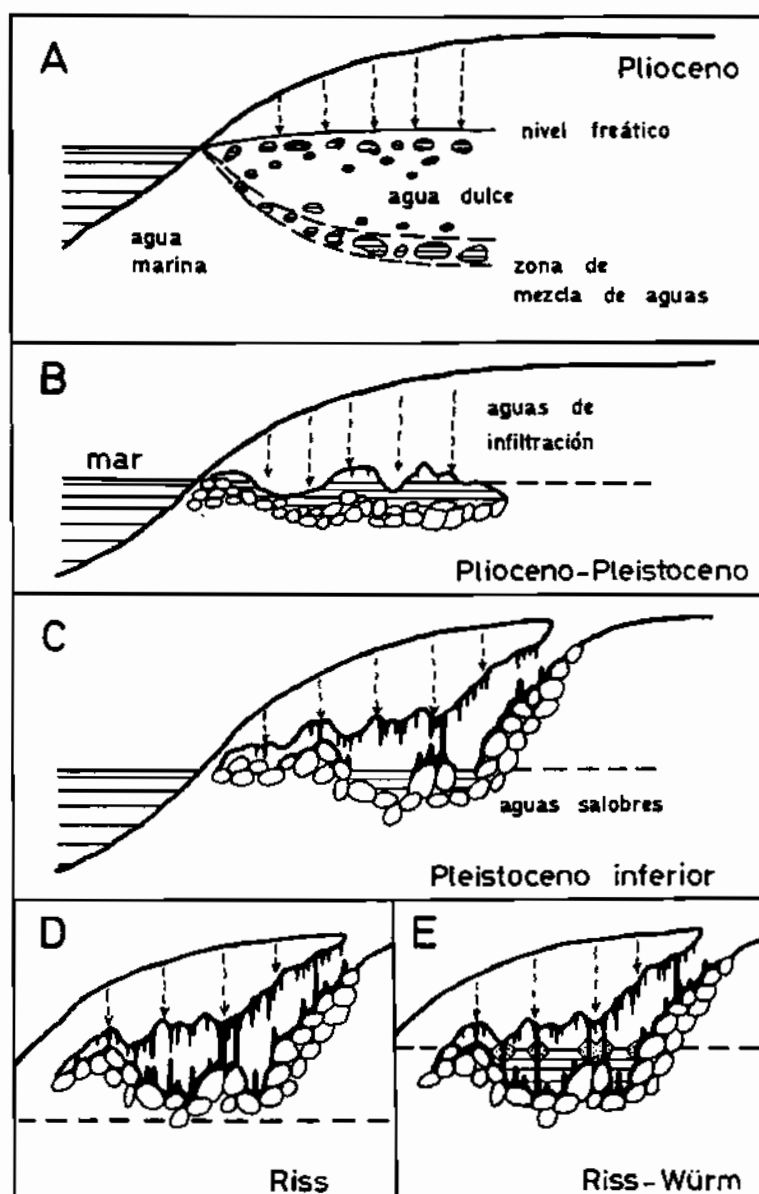 A
Plioceno
nivel freático
agua dulce
agua
marina
zona de
mezcla de aguas
B
aguas de
infiltración
mar
Plioceno-Pleistoceno
C
aguas salobres
Pleistoceno inferior
D
Riss
E
Riss-Würm